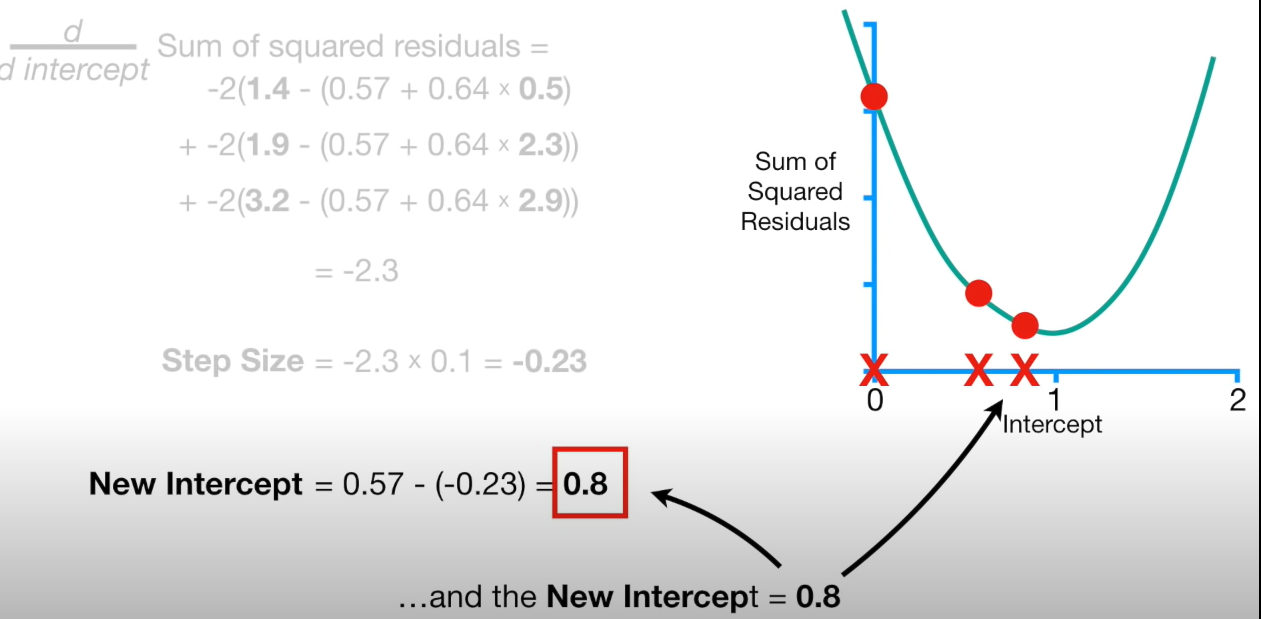 d
d intercept
Sum of squared residuals =
-2(1.4 - (0.57 + 0.64 × 0.5)
+ -2(1.9 - (0.57 + 0.64 × 2.3))
+ -2(3.2 - (0.57 + 0.64 × 2.9))
= -2.3
Step Size = -2.3 × 0.1 = -0.23
New Intercept = 0.57 - (-0.23) = 0.8
...and the New Intercept = 0.8
Sum of
Squared
Residuals
X X X
0 1 2
Intercept